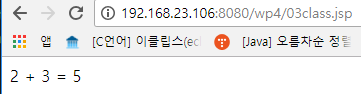 192.168.23.106:8080/wp4/03class.jsp
앱 [C언어] 이클립스(ecl [Java] 오름차순 정렬
2 + 3 = 5